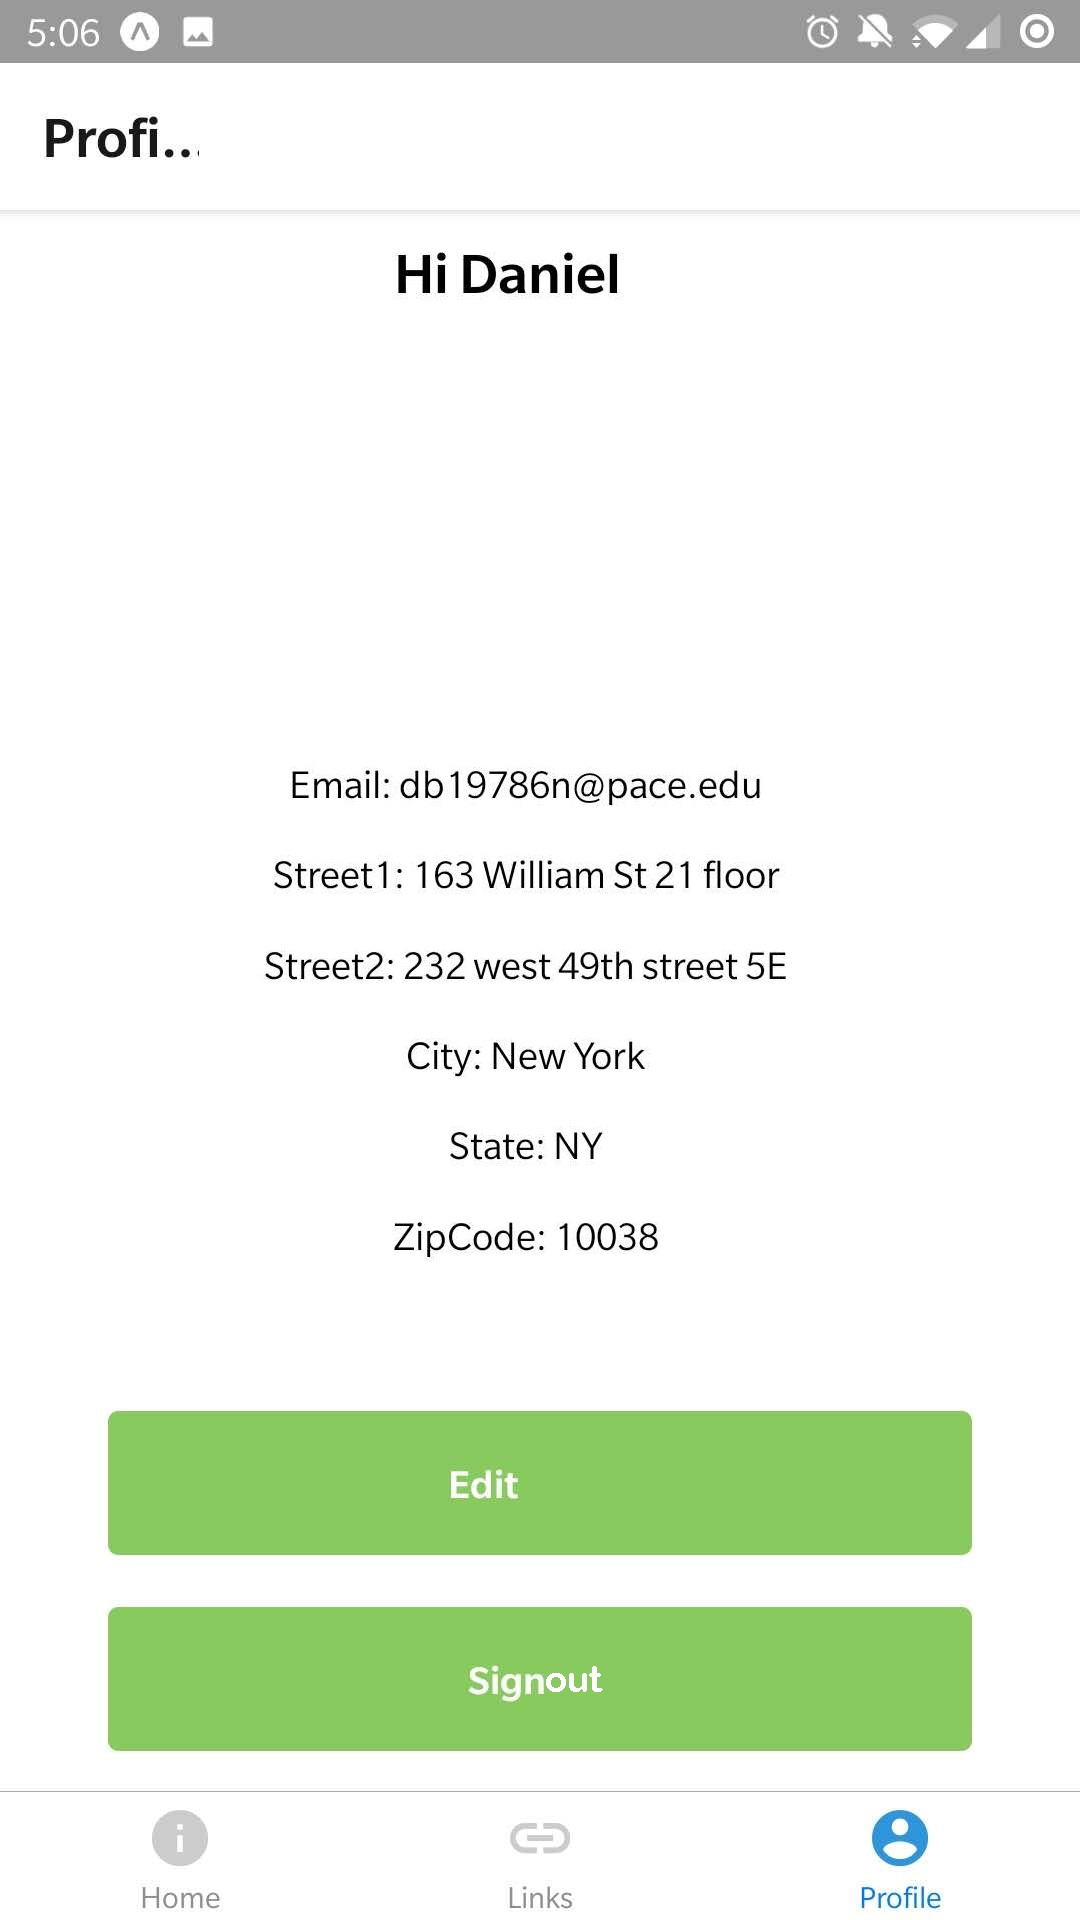 5:06
Profi...
Hi Daniel
Email: db19786n@pace.edu
Street1: 163 William St 21 floor
Street2: 232 west 49th street 5E
City: New York
State: NY
ZipCode: 10038
Edit
Signout
Home Links Profile